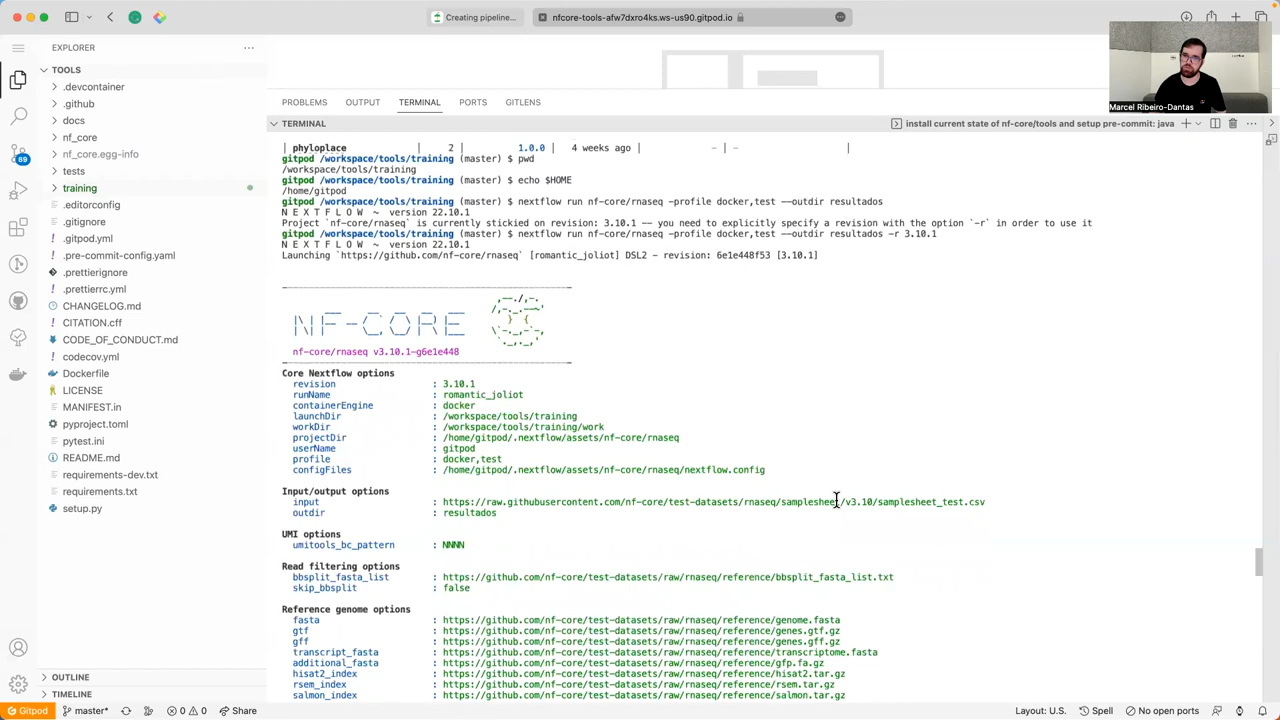 Creating pipeline...
nfcore-tools-afw7dxro4ks.ws-us90.gitpod.io
Marcel Ribeiro-Dantas
EXPLORER
TOOLS
.devcontainer
.github
docs
nf_core
nf_core.egg-info
tests
training
.editorconfig
.gitignore
.gitpod.yml
.pre-commit-config.yaml
.prettierignore
.prettierrc.yml
CHANGELOG.md
CITATION.cff
CODE_OF_CONDUCT.md
codecov.yml
Dockerfile
LICENSE
MANIFEST.in
pyproject.toml
pytest.ini
README.md
requirements-dev.txt
requirements.txt
setup.py
OUTLINE
TIMELINE
89
PROBLEMS OUTPUT TERMINAL PORTS GITLENS
TERMINAL
install current state of nf-core/tools and setup pre-commit: java
| phyloplace | 2 | 1.0.0 | 4 weeks ago | - | - |
gitpod /workspace/tools/training (master) $ pwd
/workspace/tools/training
gitpod /workspace/tools/training (master) $ echo $HOME
/home/gitpod
gitpod /workspace/tools/training (master) $ nextflow run nf-core/rnaseq -profile docker,test --outdir resultados
N E X T F L O W ~ version 22.10.1
Project `nf-core/rnaseq` is currently stickied on revision: 3.10.1 -- you need to explicitly specify a revision with the option `-r` in order to use it
gitpod /workspace/tools/training (master) $ nextflow run nf-core/rnaseq -profile docker,test --outdir resultados -r 3.10.1
N E X T F L O W ~ version 22.10.1
Launching `https://github.com/nf-core/rnaseq` [romantic_joliot] DSL2 - revision: 6e1e448f53 [3.10.1]
NF-CORE
nf-core/rnaseq v3.10.1-g6e1e448
Core Nextflow options
revision : 3.10.1
runName : romantic_joliot
containerEngine : docker
launchDir : /workspace/tools/training
workDir : /workspace/tools/training/work
projectDir : /home/gitpod/.nextflow/assets/nf-core/rnaseq
userName : gitpod
profile : docker,test
configFiles : /home/gitpod/.nextflow/assets/nf-core/rnaseq/nextflow.config
Input/output options
input : https://raw.githubusercontent.com/nf-core/test-datasets/rnaseq/samplesheet/v3.10/samplesheet_test.csv
outdir : resultados
UMI options
umitools_bc_pattern : NNNN
Read filtering options
bbsplit_fasta_list : https://github.com/nf-core/test-datasets/raw/rnaseq/reference/bbsplit_fasta_list.txt
skip_bbsplit : false
Reference genome options
fasta : https://github.com/nf-core/test-datasets/raw/rnaseq/reference/genome.fasta
gtf : https://github.com/nf-core/test-datasets/raw/rnaseq/reference/genes.gtf.gz
gff : https://github.com/nf-core/test-datasets/raw/rnaseq/reference/genes.gff.gz
transcript_fasta : https://github.com/nf-core/test-datasets/raw/rnaseq/reference/transcriptome.fasta
additional_fasta : https://github.com/nf-core/test-datasets/raw/rnaseq/reference/gfp.fa.gz
hisat2_index : https://github.com/nf-core/test-datasets/raw/rnaseq/reference/hisat2.tar.gz
rsem_index : https://github.com/nf-core/test-datasets/raw/rnaseq/reference/rsem.tar.gz
salmon_index : https://github.com/nf-core/test-datasets/raw/rnaseq/reference/salmon.tar.gz
Gitpod master* 0 0 Share
Layout: U.S. Spell No open ports